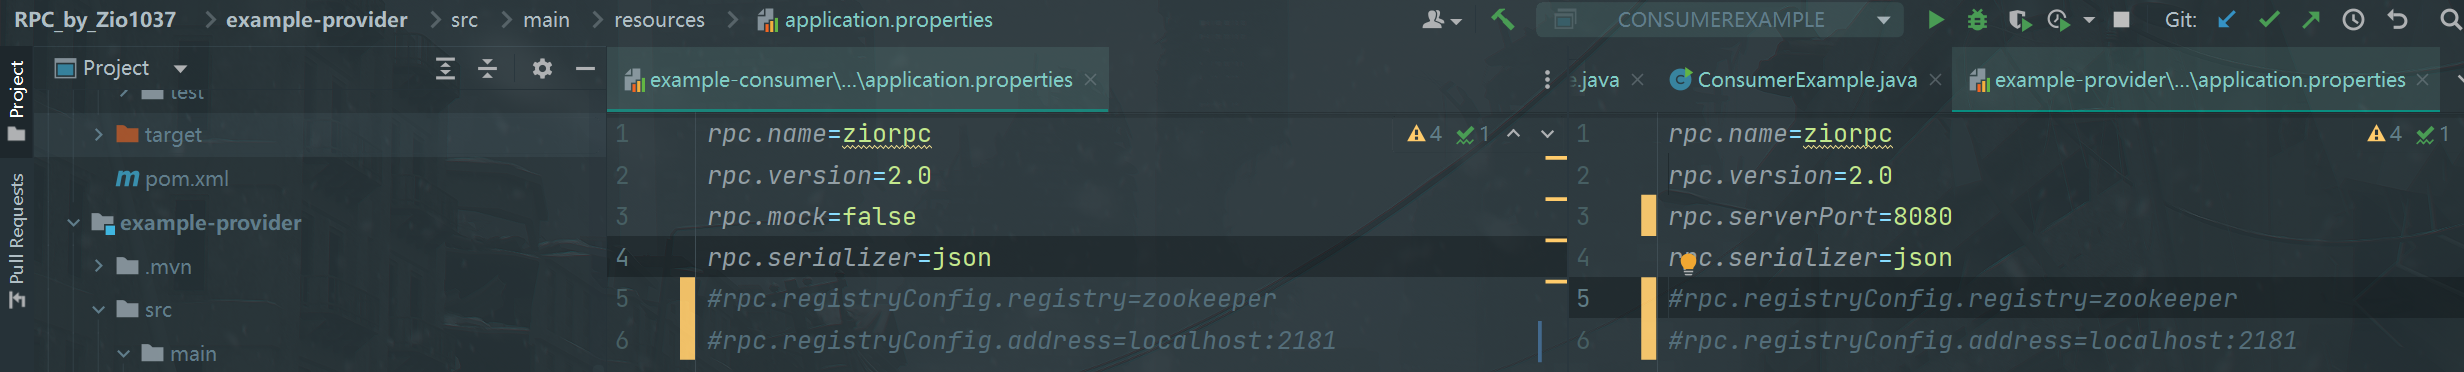 RPC_by_Zio1037 example-provider src main resources application.properties CONSUMEREXAMPLE Git:
Project
Pull Requests
Project
test
target
pom.xml
example-provider
.mvn
src
main
example-consumer\...\application.properties
4 1
1 rpc.name=ziorpc
2 rpc.version=2.0
3 rpc.mock=false
4 rpc.serializer=json
5 #rpc.registryConfig.registry=zookeeper
6 #rpc.registryConfig.address=localhost:2181
e.java ConsumerExample.java example-provider\...\application.properties
4 1
1 rpc.name=ziorpc
2 rpc.version=2.0
3 rpc.serverPort=8080
4 rpc.serializer=json
5 #rpc.registryConfig.registry=zookeeper
6 #rpc.registryConfig.address=localhost:2181